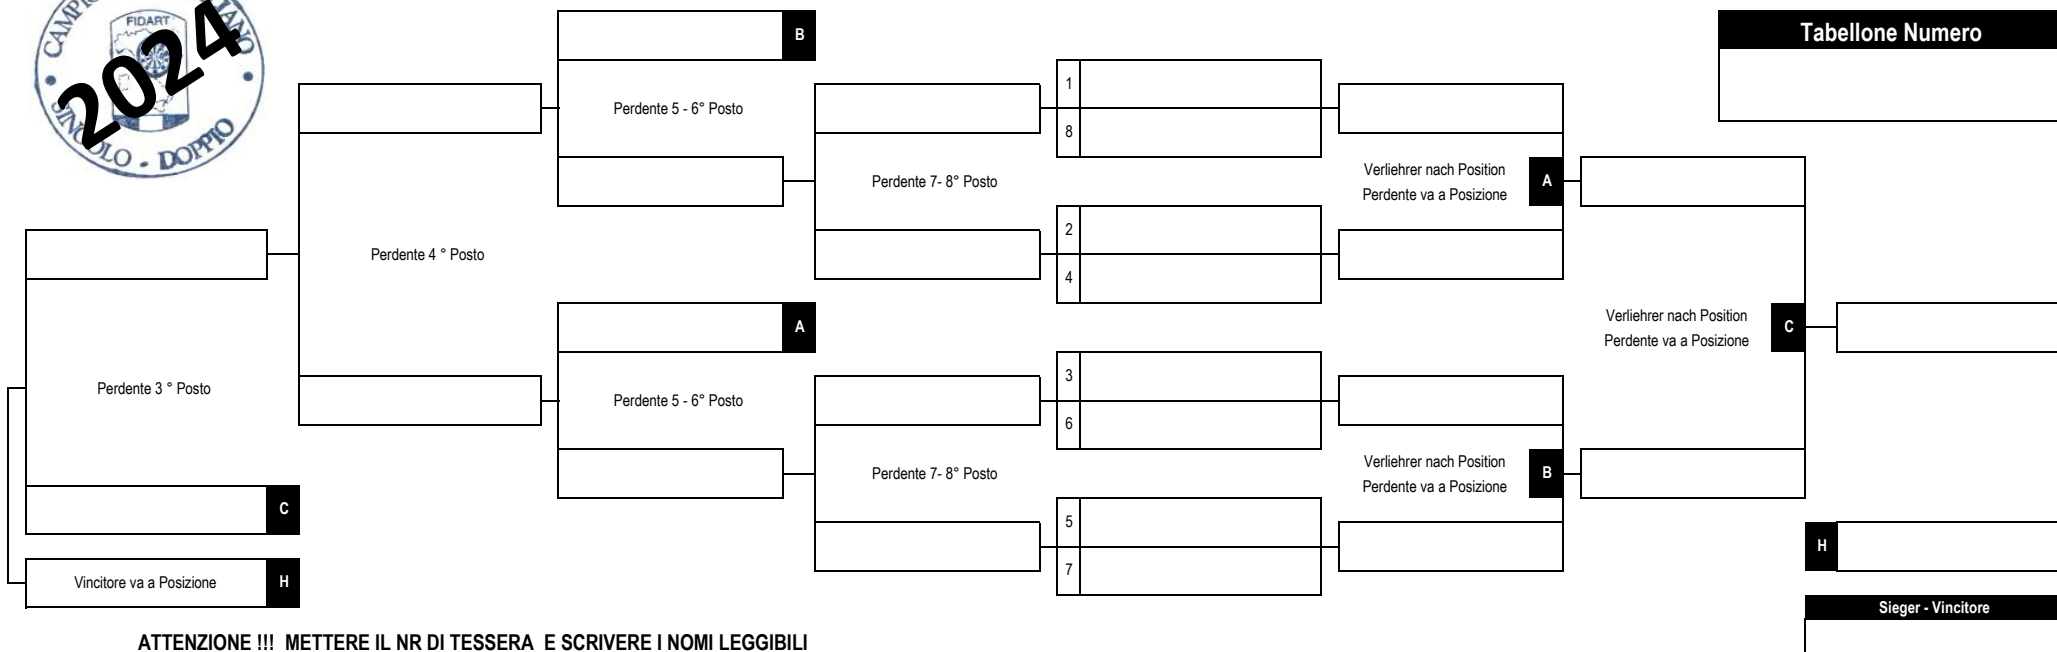 FIDART
2024
SINGOLO - DOPPIO
Tabellone Numero
B
Perdente 5 - 6° Posto
1
8
Perdente 7- 8° Posto
Verliehrer nach Position
Perdente va a Posizione
A
2
4
Perdente 4 ° Posto
A
Verliehrer nach Position
Perdente va a Posizione
C
Perdente 3 ° Posto
Perdente 5 - 6° Posto
3
6
Perdente 7- 8° Posto
Verliehrer nach Position
Perdente va a Posizione
B
C
5
7
H
Vincitore va a Posizione
H
Sieger - Vincitore
ATTENZIONE !!! METTERE IL NR DI TESSERA E SCRIVERE I NOMI LEGGIBILI